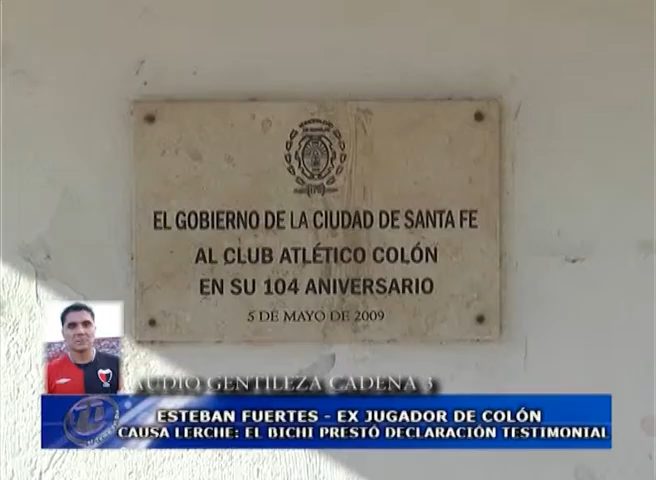 EL GOBIERNO DE LA CIUDAD DE SANTA FE
AL CLUB ATLÉTICO COLÓN
EN SU 104 ANIVERSARIO
5 DE MAYO DE 2009
AUDIO GENTILEZA CADENA 3
ESTEBAN FUERTES - EX JUGADOR DE COLÓN
CAUSA LERCHE: EL BICHI PRESTÓ DECLARACIÓN TESTIMONIAL